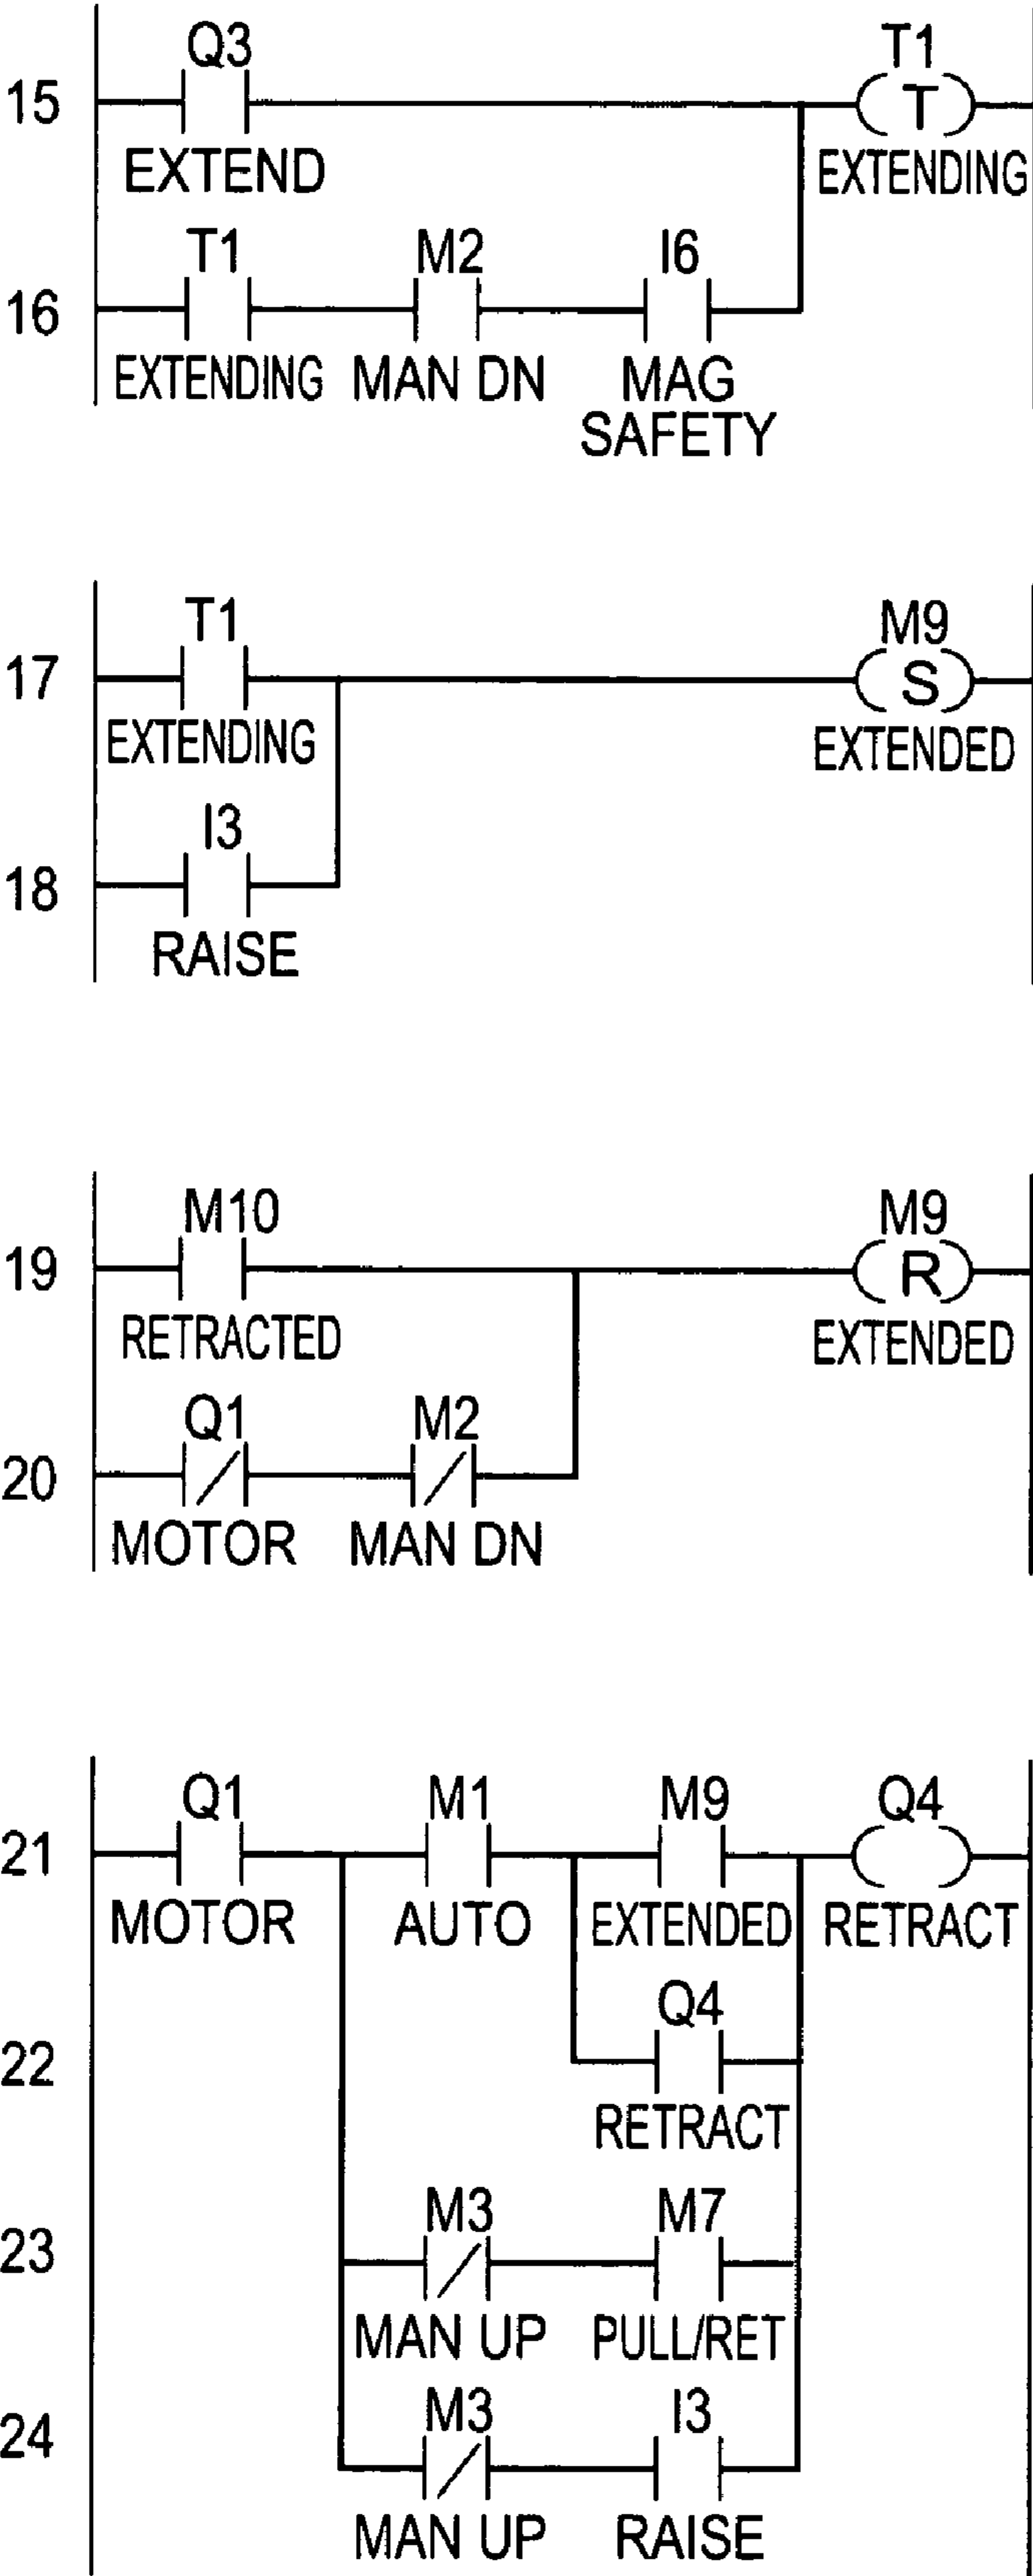 Q3 T1
15 T
EXTEND EXTENDING
T1 M2 I6
16
EXTENDING MAN DN MAG
SAFETY
T1 M9
17 S
EXTENDING EXTENDED
I3
18
RAISE
M10 M9
19 R
RETRACTED EXTENDED
Q1 M2
20
MOTOR MAN DN
Q1 M1 M9 Q4
21
MOTOR AUTO EXTENDED RETRACT
Q4
22
RETRACT
M3 M7
23
MAN UP PULL/RET
M3 I3
24
MAN UP RAISE